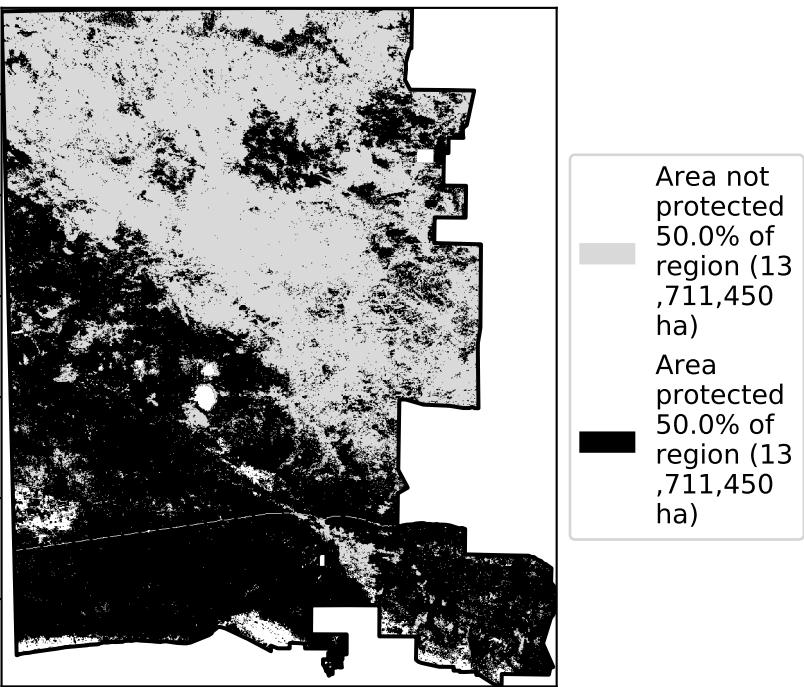 Area not
protected
50.0% of
region (13
,711,450
ha)
Area
protected
50.0% of
region (13
,711,450
ha)